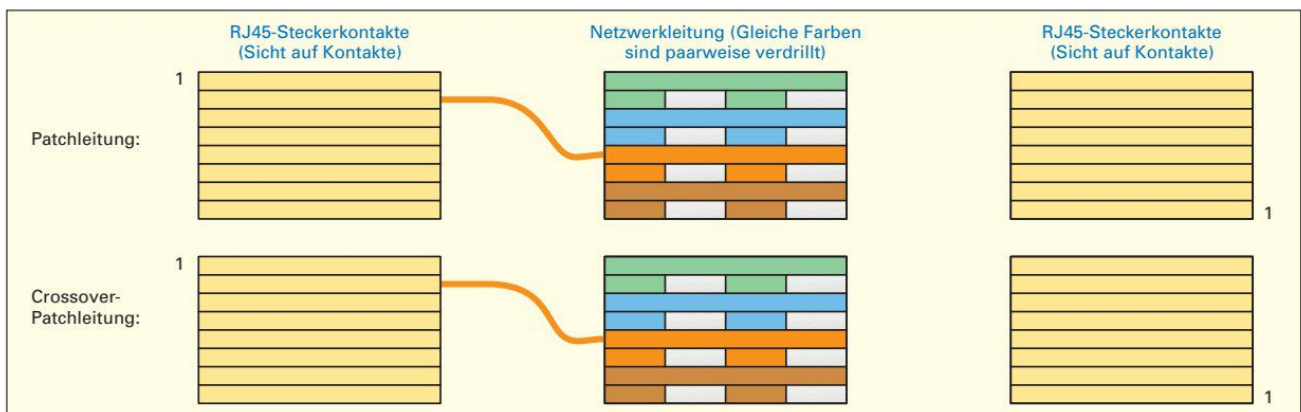 RJ45-Steckerkontakte
(Sicht auf Kontakte)
Netzwerkleitung (Gleiche Farben
sind paarweise verdrillt)
RJ45-Steckerkontakte
(Sicht auf Kontakte)
1
Patchleitung:
1
1
Crossover-
Patchleitung:
1